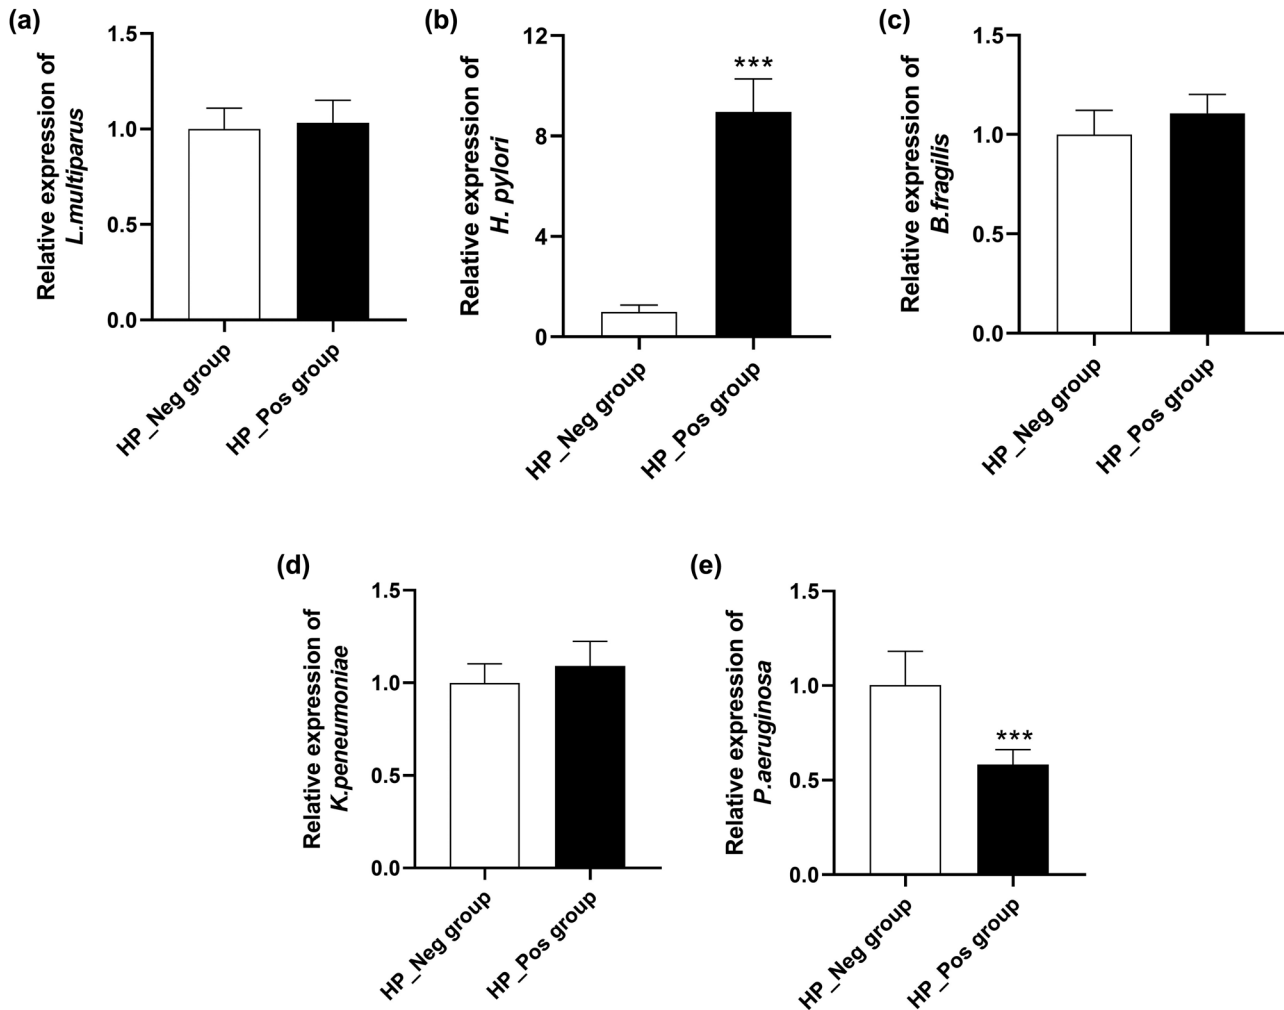 (a)
Relative expression of
L.multiparus
1.5
1.0
0.5
0.0
HP_Neg group
HP_Pos group
(b)
Relative expression of
H. pylori
12
8
4
0
***
HP_Neg group
HP_Pos group
(c)
Relative expression of
B.fragilis
1.5
1.0
0.5
0.0
HP_Neg group
HP_Pos group
(d)
Relative expression of
K.peneumoniae
1.5
1.0
0.5
0.0
HP_Neg group
HP_Pos group
(e)
Relative expression of
P.aeruginosa
1.5
1.0
0.5
0.0
***
HP_Neg group
HP_Pos group